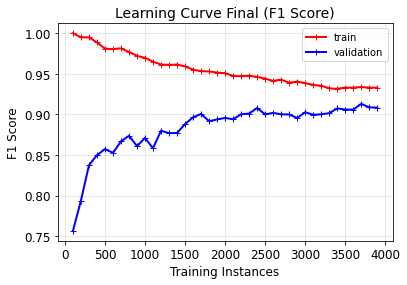 Learning Curve Final (F1 Score)
train
validation
F1 Score
1.00
0.95
0.90
0.85
0.80
0.75
0 500 1000 1500 2000 2500 3000 3500 4000
Training Instances